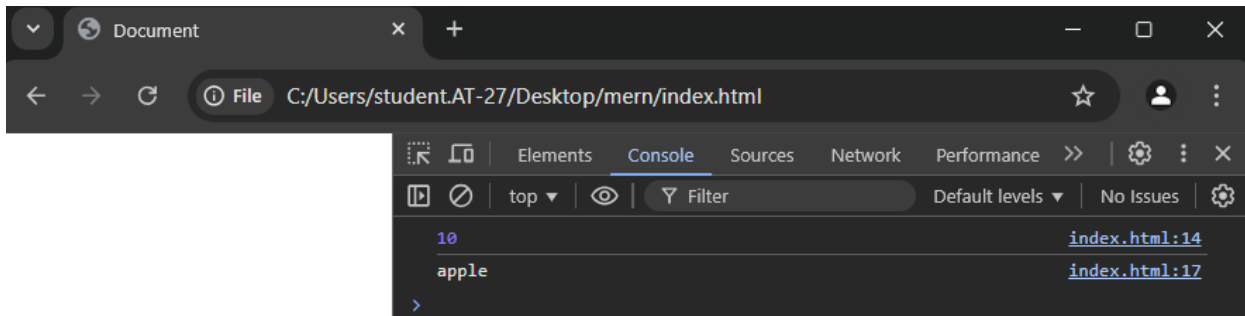 Document
File C:/Users/student.AT-27/Desktop/mern/index.html
Elements Console Sources Network Performance
top Filter Default levels No Issues
10 index.html:14
apple index.html:17